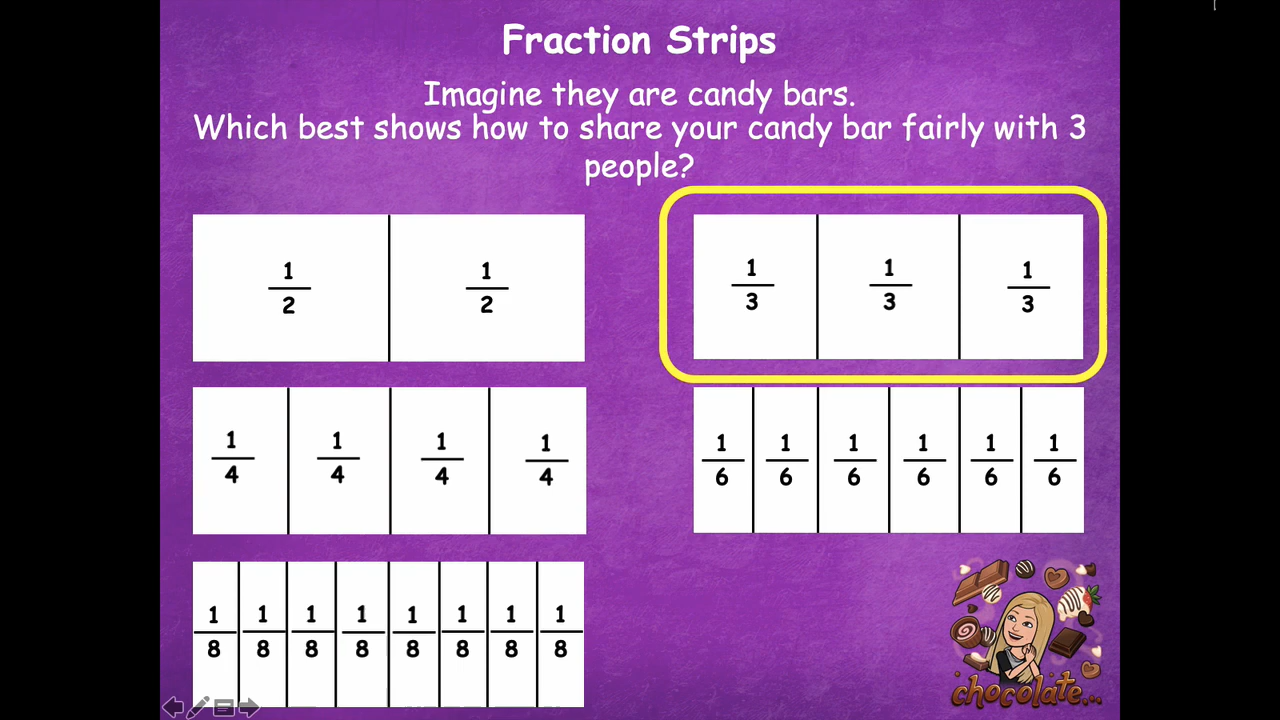 Fraction Strips
Imagine they are candy bars.
Which best shows how to share your candy bar fairly with 3
people?
1/2 1/2
1/3 1/3 1/3
1/4 1/4 1/4 1/4
1/6 1/6 1/6 1/6 1/6 1/6
1/8 1/8 1/8 1/8 1/8 1/8 1/8 1/8
chocolate...